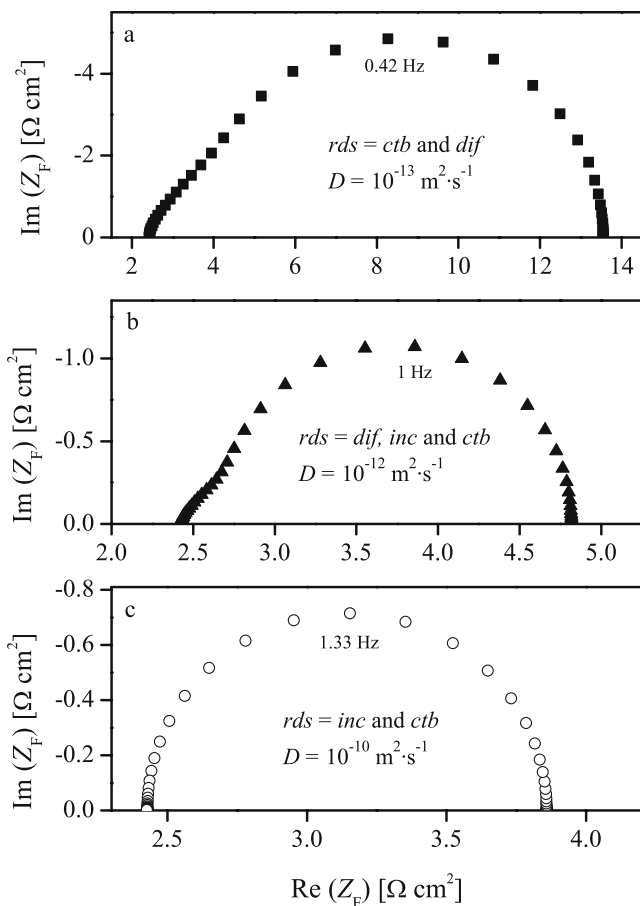 a
-4
-2
0
Im (Z_F) [Ω cm²]
0.42 Hz
rds = ctb and dif
D = 10⁻¹³ m²·s⁻¹
2 4 6 8 10 12 14
b
-1.0
-0.5
0.0
Im (Z_F) [Ω cm²]
1 Hz
rds = dif, inc and ctb
D = 10⁻¹² m²·s⁻¹
2.0 2.5 3.0 3.5 4.0 4.5 5.0
c
-0.8
-0.6
-0.4
-0.2
0.0
Im (Z_F) [Ω cm²]
1.33 Hz
rds = inc and ctb
D = 10⁻¹⁰ m²·s⁻¹
2.5 3.0 3.5 4.0
Re (Z_F) [Ω cm²]